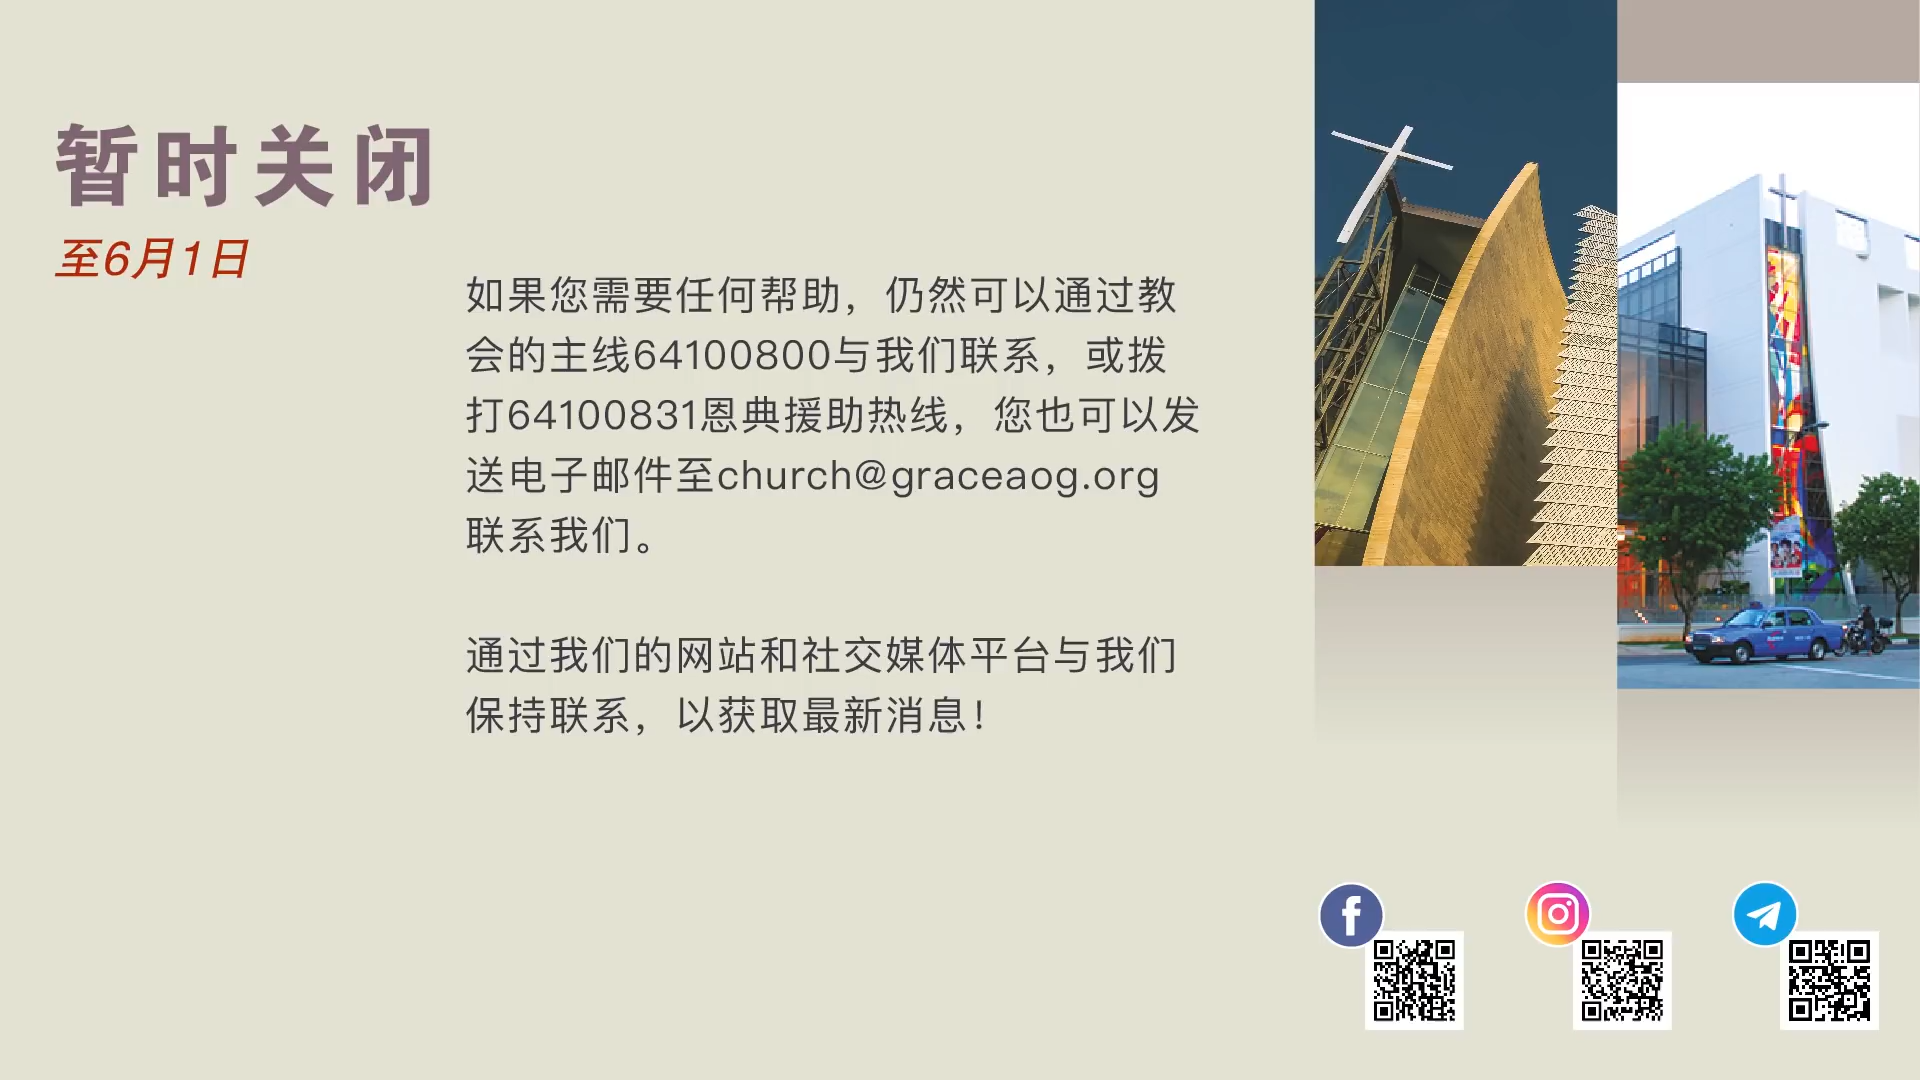 暂时关闭
至6月1日
如果您需要任何帮助，仍然可以通过教
会的主线64100800与我们联系，或拨
打64100831恩典援助热线，您也可以发
送电子邮件至church@graceaog.org
联系我们。
通过我们的网站和社交媒体平台与我们
保持联系，以获取最新消息！